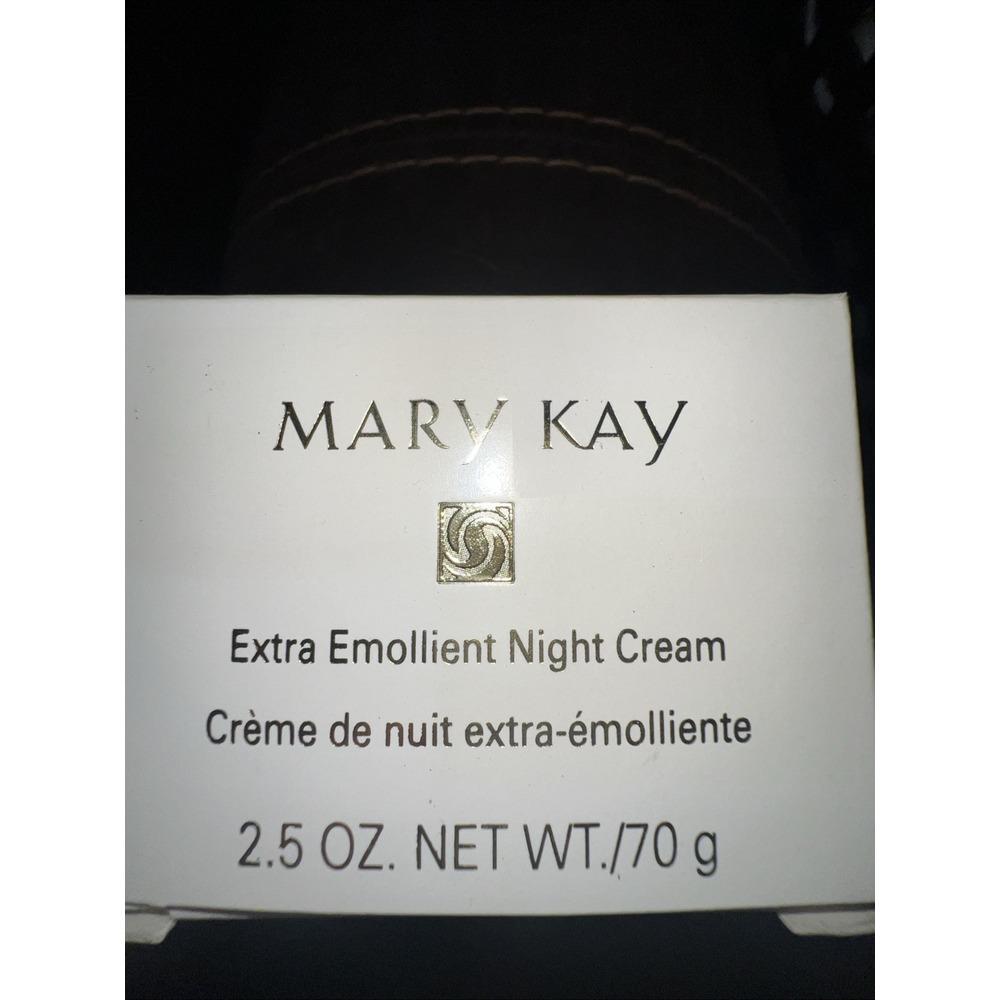 MARY KAY
Extra Emollient Night Cream
Crème de nuit extra-émolliente
2.5 OZ. NET WT./70 g